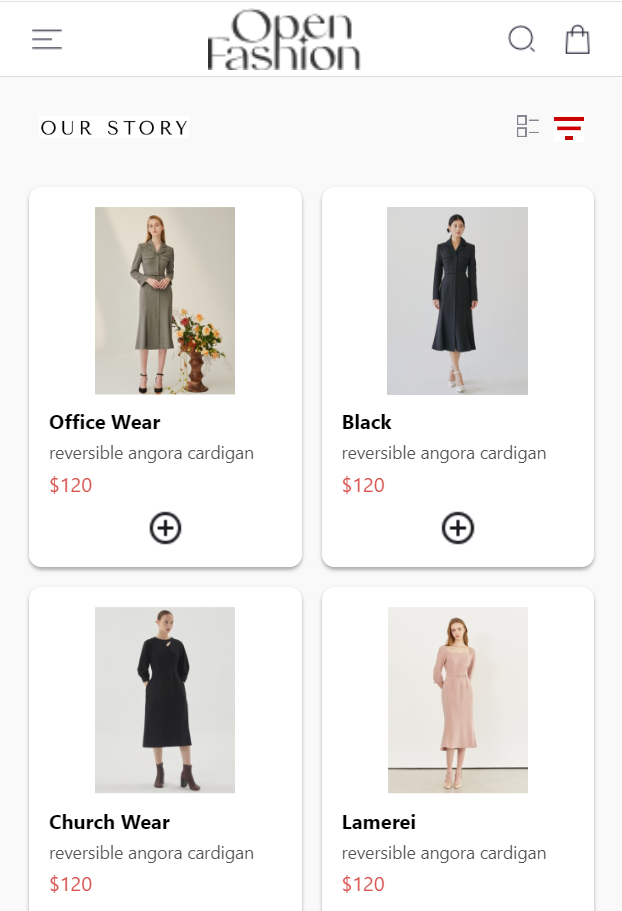 Open
Fashion
OUR STORY
Office Wear
reversible angora cardigan
$120
Black
reversible angora cardigan
$120
Church Wear
reversible angora cardigan
$120
Lamerei
reversible angora cardigan
$120